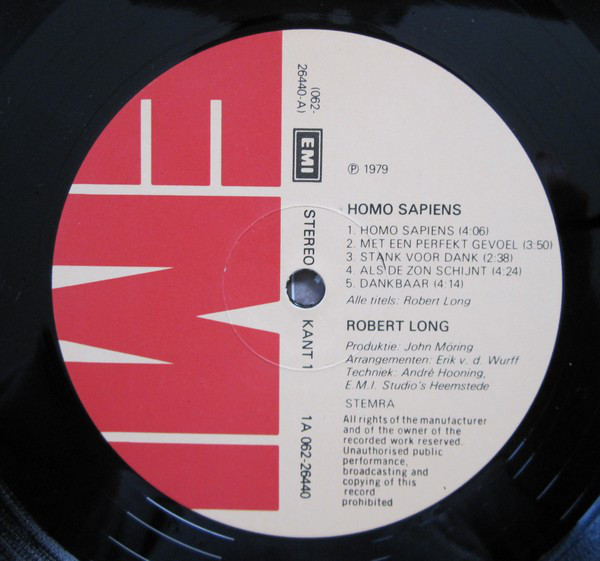 EMI
(062-
26440-A)
EMI
STEREO
KANT 1
1A 062-26440
℗ 1979
HOMO SAPIENS
1. HOMO SAPIENS (4:06)
2. MET EEN PERFEKT GEVOEL (3:50)
3. STANK VOOR DANK (2:38)
4. ALS DE ZON SCHIJNT (4:24)
5. DANKBAAR (4:14)
Alle titels: Robert Long
ROBERT LONG
Produktie: John Möring
Arrangementen: Erik v. d. Wurff
Techniek: André Hooning,
E.M.I. Studio's Heemstede
STEMRA
All rights of the manufacturer
and of the owner of the
recorded work reserved.
Unauthorised public
performance,
broadcasting and
copying of this
record
prohibited